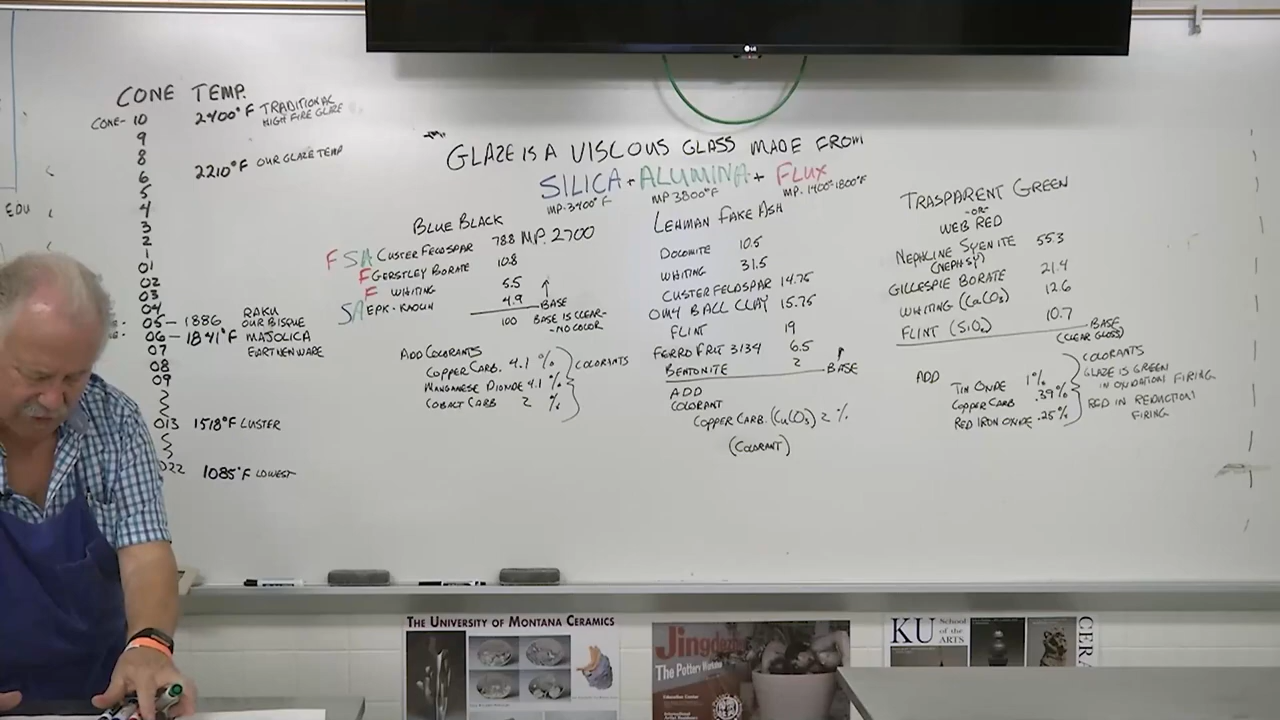 LG
CONE TEMP.
CONE- 10 2400°F TRADITIONAL
HIGH FIRE GLAZE
9
8 2210°F OUR GLAZE TEMP
6
5
4
3
2
1
01
02
03
04
05 - 1886 RAKU
OUR BISQUE
06 - 1841°F MAJOLICA
07 EARTHENWARE
08
09
013 1518°F LUSTER
022 1085°F LOWEST
EDU
GLAZE IS A VISCOUS GLASS MADE FROM
SILICA + ALUMINA + FLUX
MP-3400°F MP 3800°F MP. 1400°-1800°F
BLUE BLACK
F S A CUSTER FELDSPAR 78.8 MP. 2700
F GERSTLEY BORATE 10.8
F WHITING 5.5
S A EPK - KAOLIN 4.9
BASE
100 BASE IS CLEAR-
-NO COLOR
ADD COLORANTS
COPPER CARB. 4.1 % COLORANTS
MANGANESE DIOXIDE 4.1 %
COBALT CARB 2 %
LEHMAN FAKE ASH
DOLOMITE 10.5
WHITING 31.5
CUSTER FELDSPAR 14.75
OM4 BALL CLAY 15.75
FLINT 19
FERRO FRIT 3134 6.5
BENTONITE 2
BASE
ADD
COLORANT
COPPER CARB. (CuCO3) 2 %
(COLORANT)
TRASPARENT GREEN
-OR-
WEB RED
NEPHLINE SYENITE 55.3
(NEPH SY)
GILLESPIE BORATE 21.4
WHITING (CaCO3) 12.6
FLINT (SiO2) 10.7
BASE
(CLEAR GLOSS)
ADD
TIN OXIDE 1%
COPPER CARB .39%
RED IRON OXIDE .25%
COLORANTS
GLAZE IS GREEN
IN OXIDATION FIRING
RED IN REDUCTION
FIRING.
THE UNIVERSITY OF MONTANA CERAMICS
Jingdezhen
The Pottery Workshop
KU School
of the
ARTS
CERA